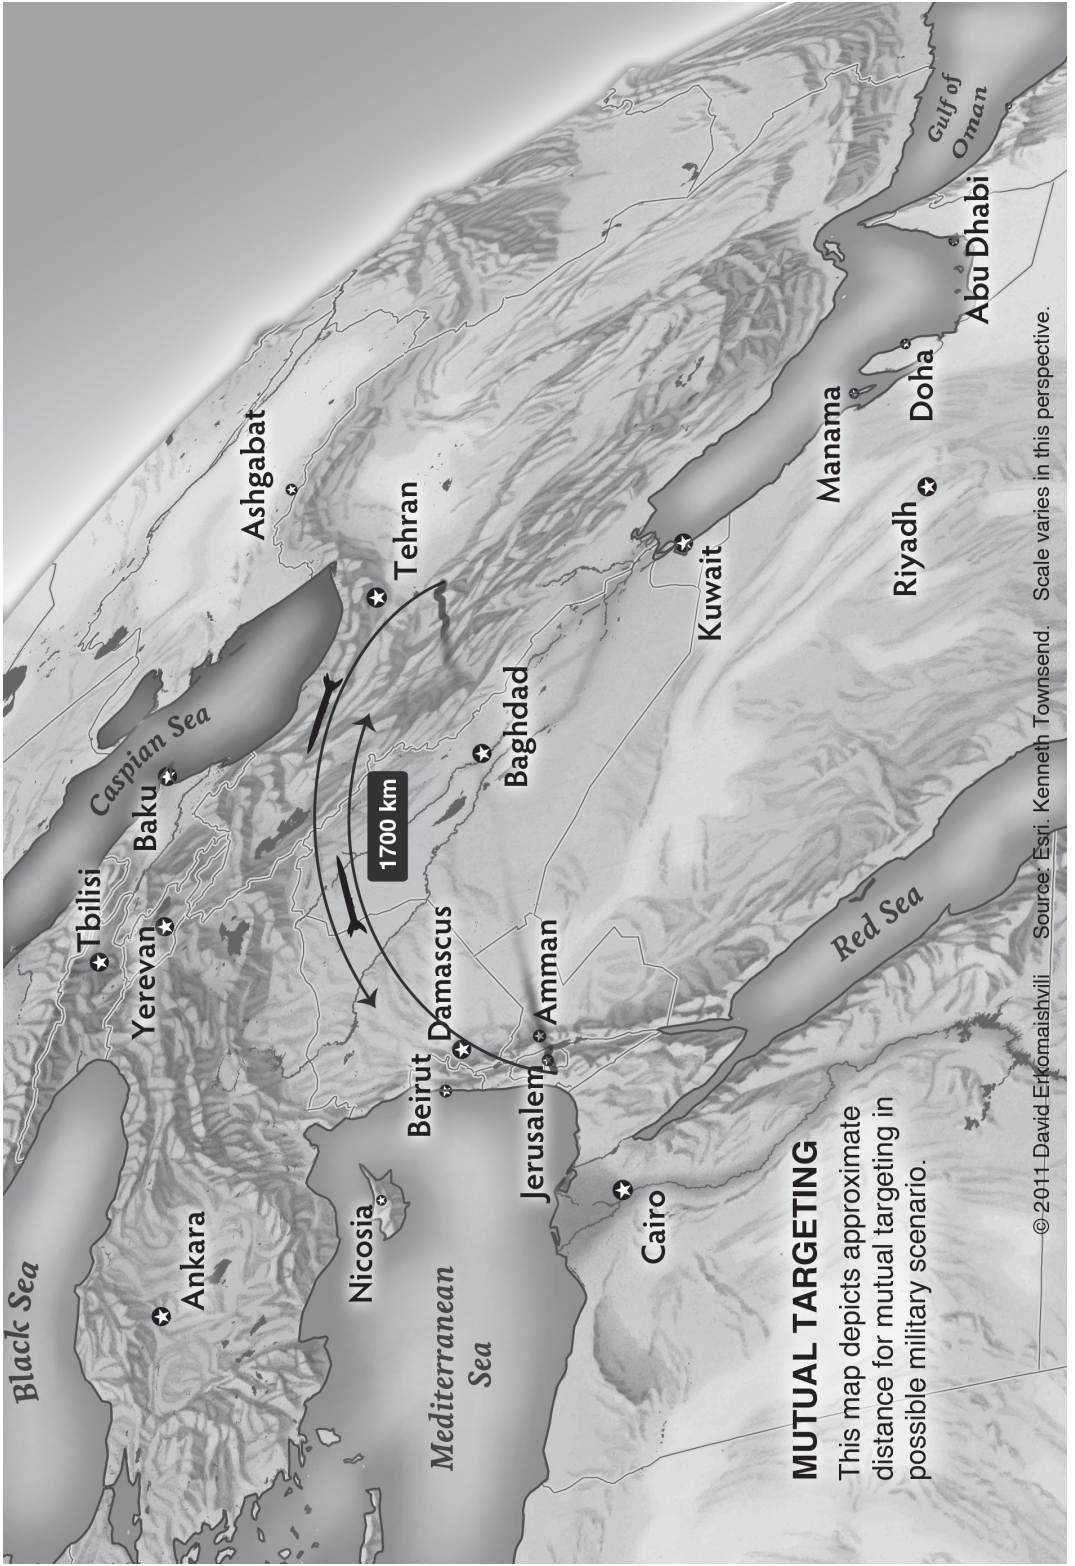 Black Sea
Tbilisi
Caspian Sea
Baku
Yerevan
Ankara
Ashgabat
Tehran
1700 km
Nicosia
Beirut
Damascus
Baghdad
Mediterranean
Sea
Jerusalem
Amman
Cairo
Kuwait
Manama
Riyadh
Doha
Abu Dhabi
Gulf of
Oman
Red Sea
MUTUAL TARGETING
This map depicts approximate
distance for mutual targeting in
possible military scenario.
© 2011 David Erkomaishvili Source: Esri. Kenneth Townsend. Scale varies in this perspective.